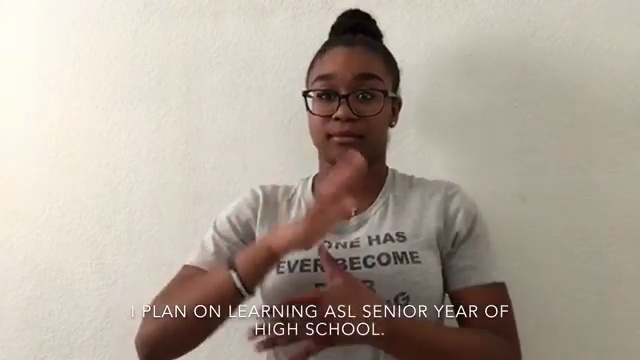 ONE HAS
EVER BECOME
I PLAN ON LEARNING ASL SENIOR YEAR OF
HIGH SCHOOL.